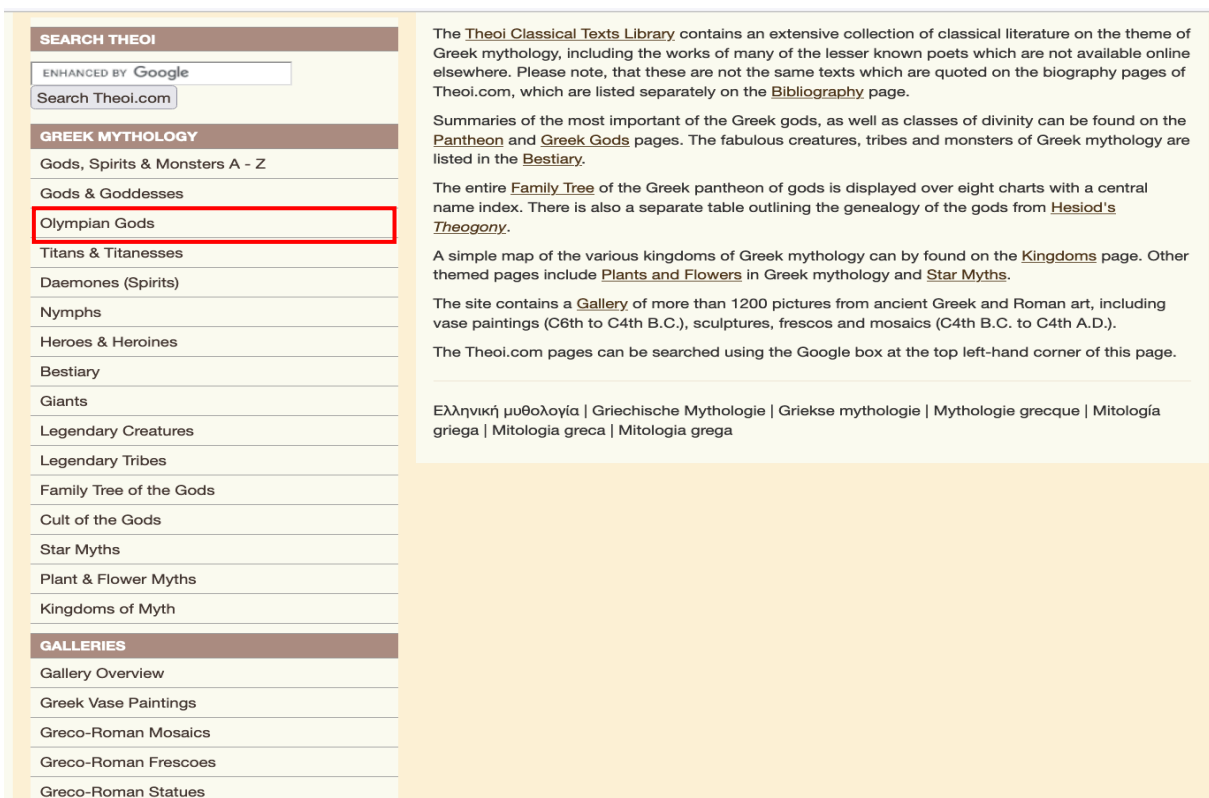 SEARCH THEOI
ENHANCED BY Google
Search Theoi.com
GREEK MYTHOLOGY
Gods, Spirits & Monsters A - Z
Gods & Goddesses
Olympian Gods
Titans & Titanesses
Daemones (Spirits)
Nymphs
Heroes & Heroines
Bestiary
Giants
Legendary Creatures
Legendary Tribes
Family Tree of the Gods
Cult of the Gods
Star Myths
Plant & Flower Myths
Kingdoms of Myth
GALLERIES
Gallery Overview
Greek Vase Paintings
Greco-Roman Mosaics
Greco-Roman Frescoes
Greco-Roman Statues
The Theoi Classical Texts Library contains an extensive collection of classical literature on the theme of
Greek mythology, including the works of many of the lesser known poets which are not available online
elsewhere. Please note, that these are not the same texts which are quoted on the biography pages of
Theoi.com, which are listed separately on the Bibliography page.
Summaries of the most important of the Greek gods, as well as classes of divinity can be found on the
Pantheon and Greek Gods pages. The fabulous creatures, tribes and monsters of Greek mythology are
listed in the Bestiary.
The entire Family Tree of the Greek pantheon of gods is displayed over eight charts with a central
name index. There is also a separate table outlining the genealogy of the gods from Hesiod's
Theogony.
A simple map of the various kingdoms of Greek mythology can by found on the Kingdoms page. Other
themed pages include Plants and Flowers in Greek mythology and Star Myths.
The site contains a Gallery of more than 1200 pictures from ancient Greek and Roman art, including
vase paintings (C6th to C4th B.C.), sculptures, frescos and mosaics (C4th B.C. to C4th A.D.).
The Theoi.com pages can be searched using the Google box at the top left-hand corner of this page.
Ελληνική μυθολογία | Griechische Mythologie | Griekse mythologie | Mythologie grecque | Mitología
griega | Mitologia greca | Mitologia grega